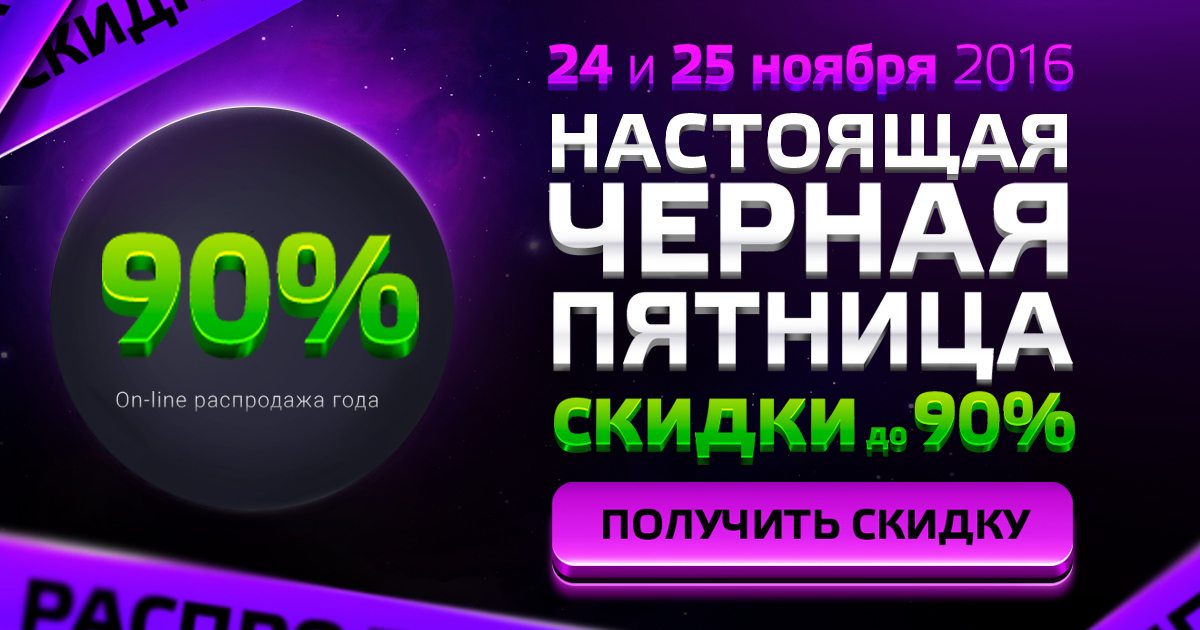 24 и 25 ноября 2016
НАСТОЯЩАЯ
ЧЕРНАЯ
ПЯТНИЦА
СКИДКИ до 90%
ПОЛУЧИТЬ СКИДКУ
90%
On-line распродажа года